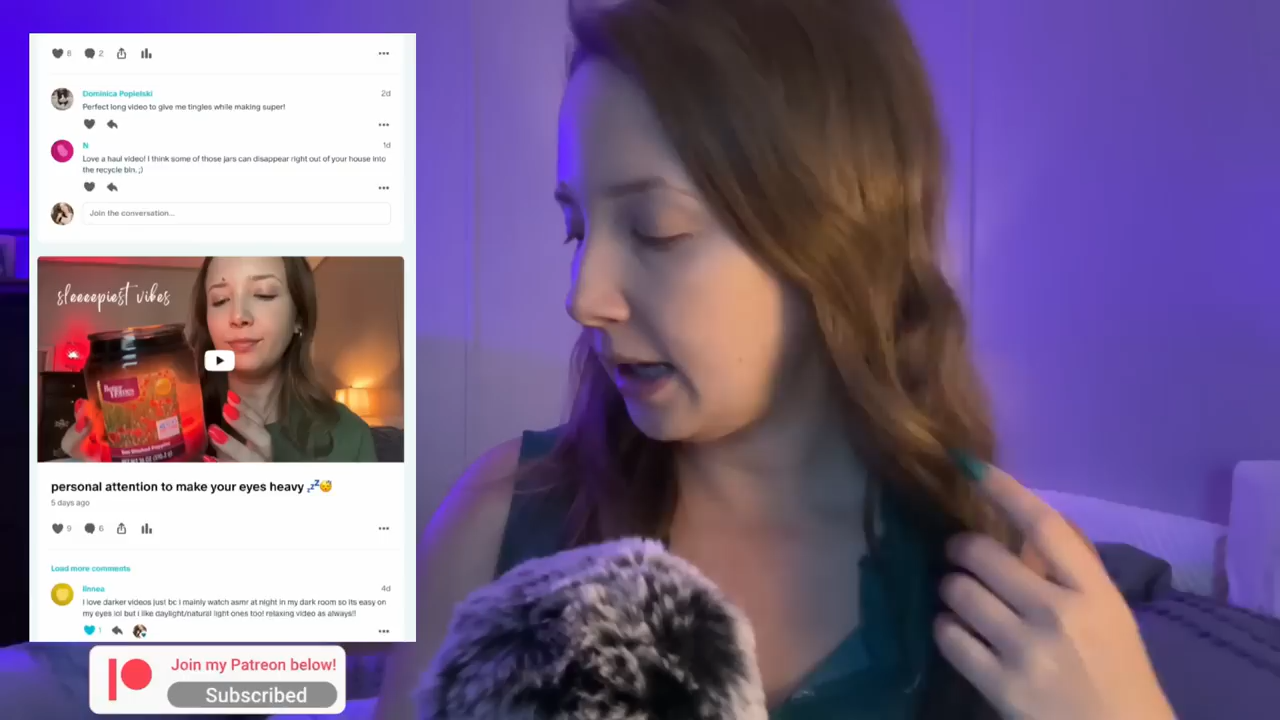 8 2
Dominica Popielski 2d
Perfect long video to give me tingles while making super!
N 1d
Love a haul video! I think some of those jars can disappear right out of your house into
the recycle bin. ;)
Join the conversation...
sleeeepiest vibes
Better Homes
personal attention to make your eyes heavy 💤😴
5 days ago
9 6
Load more comments
linnea 4d
I love darker videos just bc i mainly watch asmr at night in my dark room so its easy on
my eyes lol but i like daylight/natural light ones too! relaxing video as always!!
1
Join my Patreon below!
Subscribed